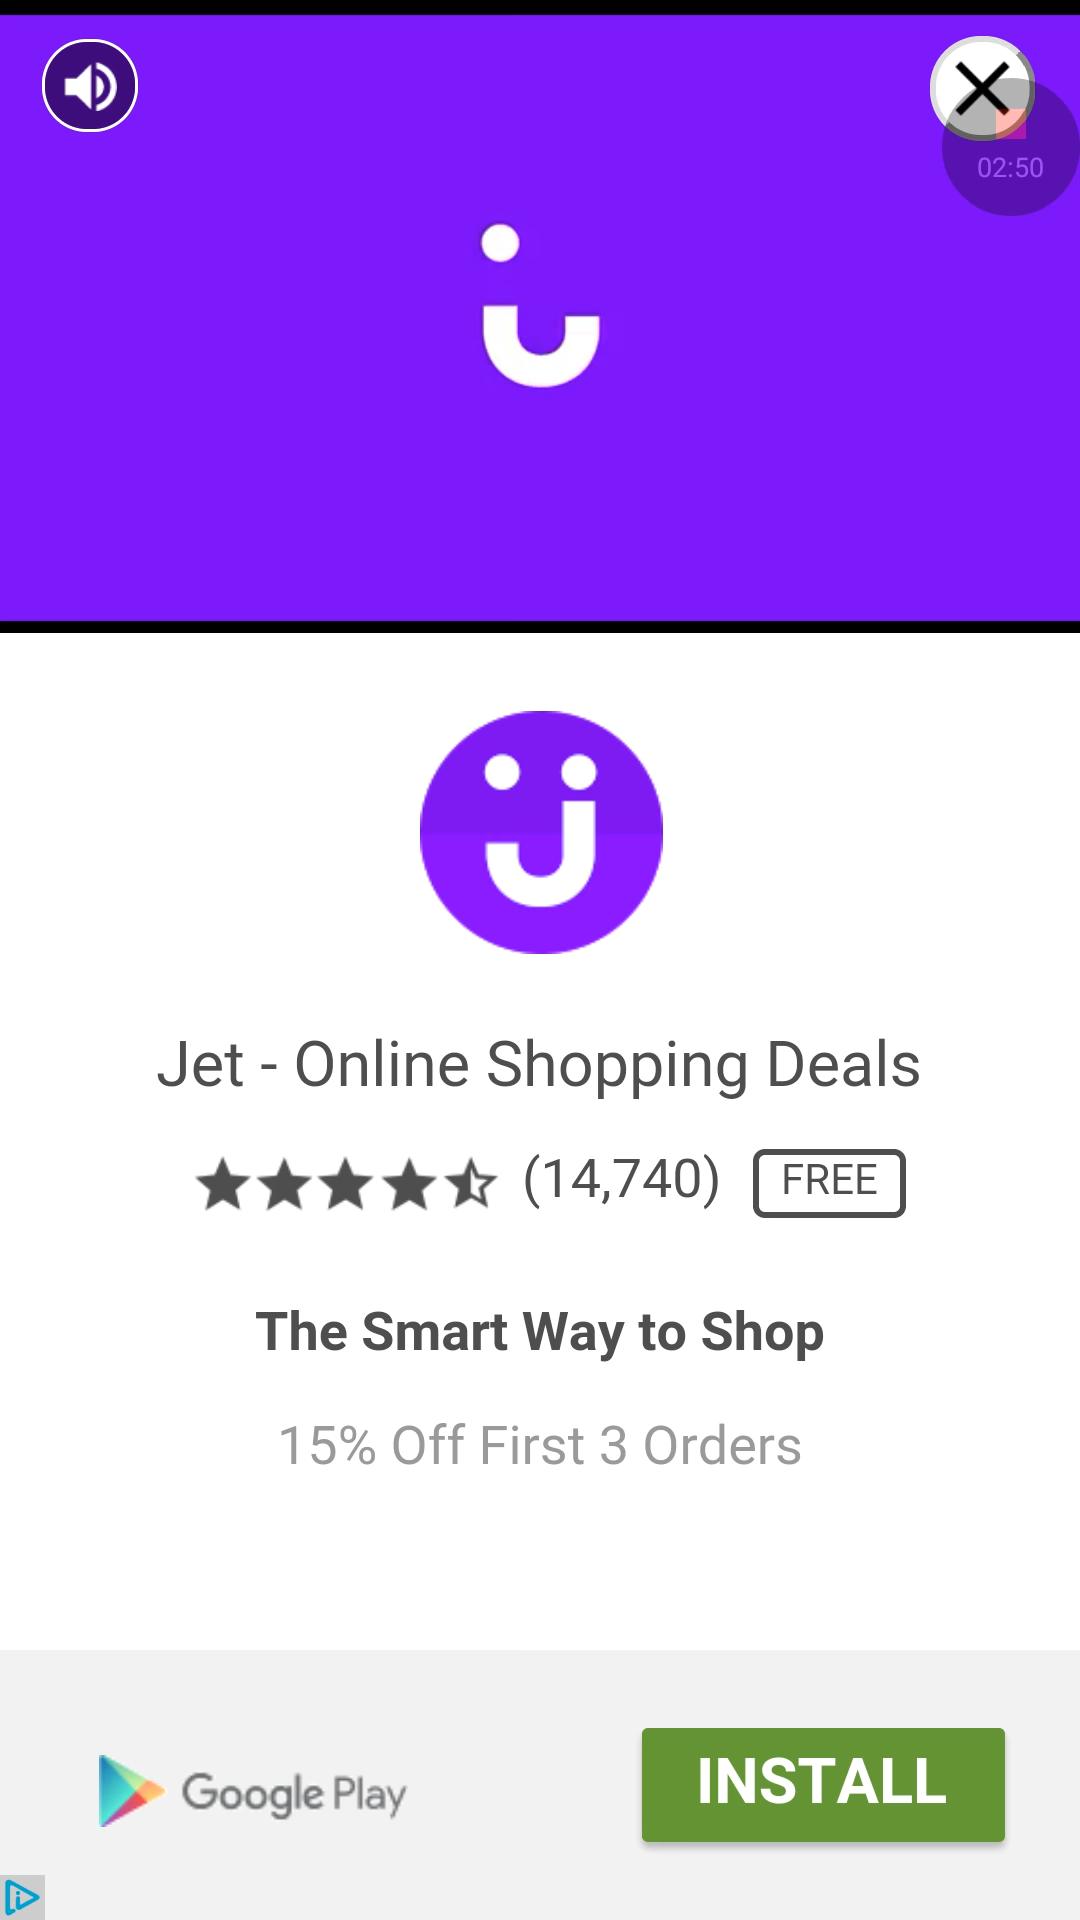 02:50
Jet - Online Shopping Deals
(14,740) FREE
The Smart Way to Shop
15% Off First 3 Orders
Google Play
INSTALL